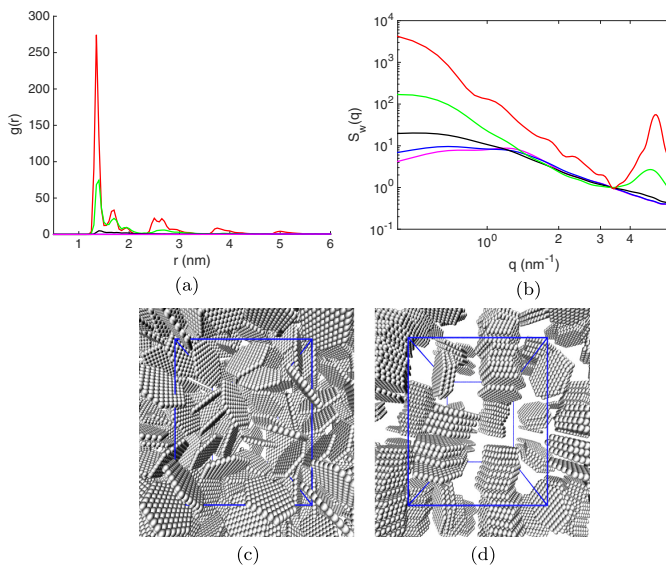 300
250
200
150
100
50
0
g(r)
1 2 3 4 5 6
r (nm)
(a)
10^4
10^3
10^2
10^1
10^0
10^-1
S_w(q)
10^0 2 3 4
q (nm^-1)
(b)
(c)
(d)